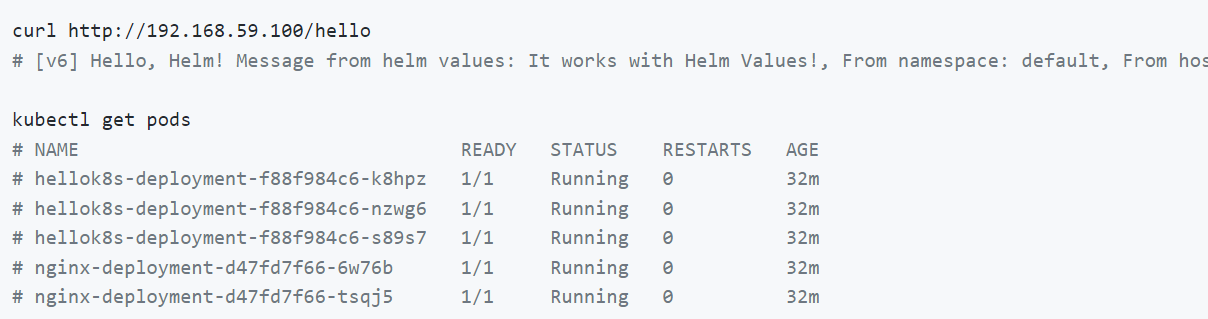 curl http://192.168.59.100/hello
# [v6] Hello, Helm! Message from helm values: It works with Helm Values!, From namespace: default, From
kubectl get pods
# NAME READY STATUS RESTARTS AGE
# hellok8s-deployment-f88f984c6-k8hpz 1/1 Running 0 32m
# hellok8s-deployment-f88f984c6-nzwg6 1/1 Running 0 32m
# hellok8s-deployment-f88f984c6-s89s7 1/1 Running 0 32m
# nginx-deployment-d47fd7f66-6w76b 1/1 Running 0 32m
# nginx-deployment-d47fd7f66-tsqj5 1/1 Running 0 32m